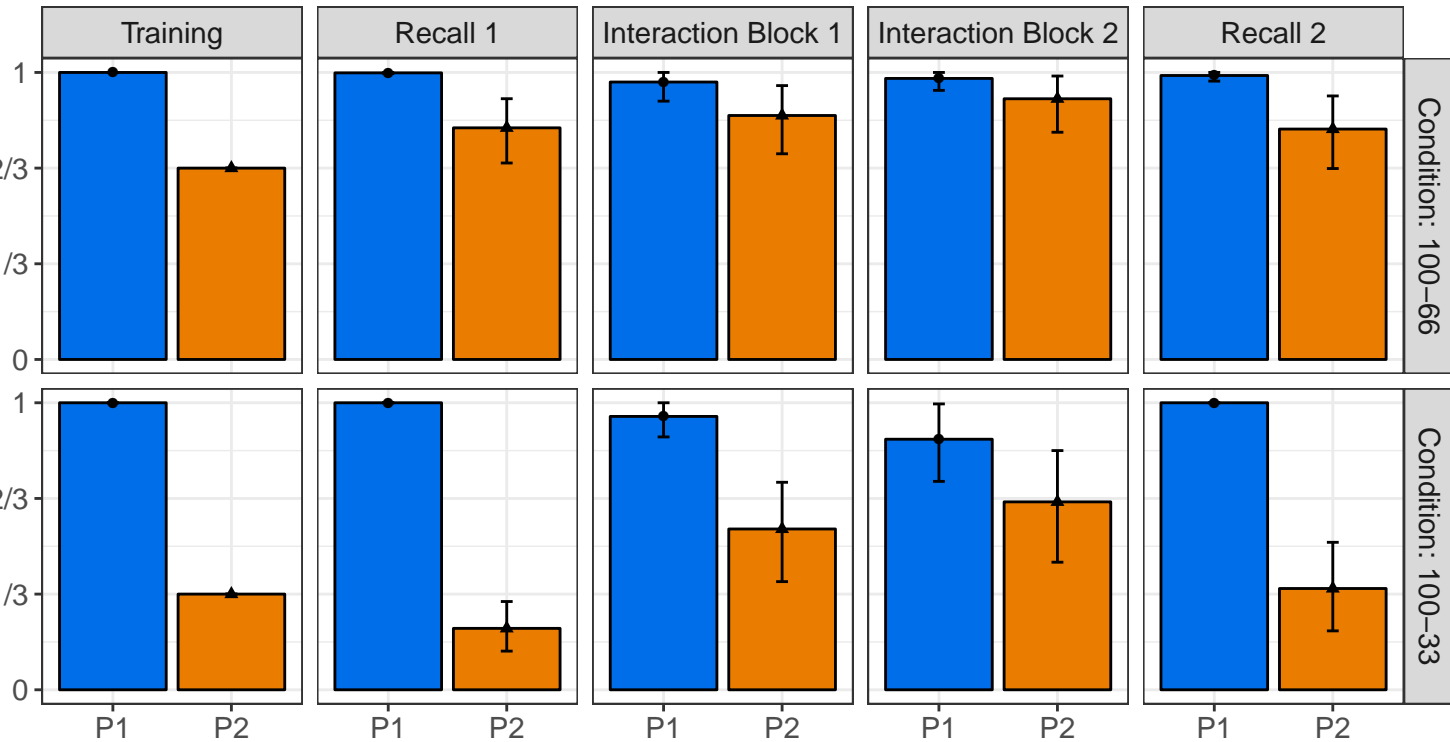 Training Recall 1 Interaction Block 1 Interaction Block 2 Recall 2
1
2/3
/3
0
Condition: 100−66
1
2/3
/3
0
Condition: 100−33
P1 P2 P1 P2 P1 P2 P1 P2 P1 P2